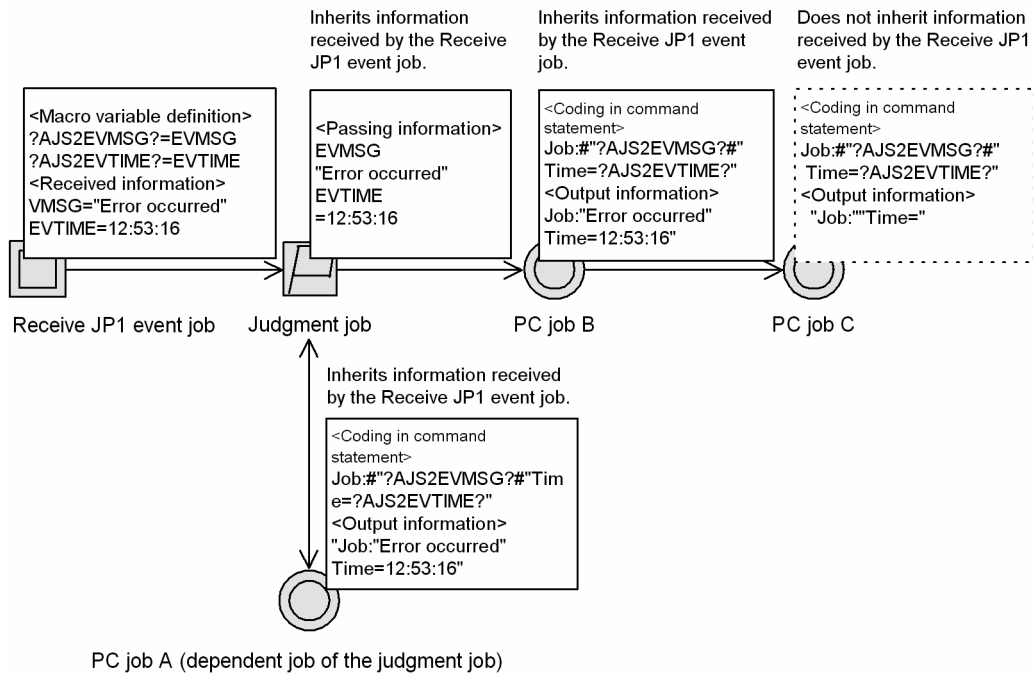 Inherits information
received by the Receive
JP1 event job.
Inherits information received
by the Receive JP1 event
job.
Does not inherit information
received by the Receive JP1
event job.
<Macro variable definition>
?AJS2EVMSG?=EVMSG
?AJS2EVTIME?=EVTIME
<Received information>
VMSG="Error occurred"
EVTIME=12:53:16
<Passing information>
EVMSG
"Error occurred"
EVTIME
=12:53:16
<Coding in command
statement>
Job:#"?AJS2EVMSG?#"
Time=?AJS2EVTIME?"
<Output information>
Job:"Error occurred"
Time=12:53:16"
<Coding in command
statement>
Job:#"?AJS2EVMSG?#"
Time=?AJS2EVTIME?"
<Output information>
"Job:""Time="
Receive JP1 event job
Judgment job
PC job B
PC job C
Inherits information received
by the Receive JP1 event job.
<Coding in command
statement>
Job:#"?AJS2EVMSG?#"Tim
e=?AJS2EVTIME?"
<Output information>
"Job:"Error occurred"
Time=12:53:16"
PC job A (dependent job of the judgment job)